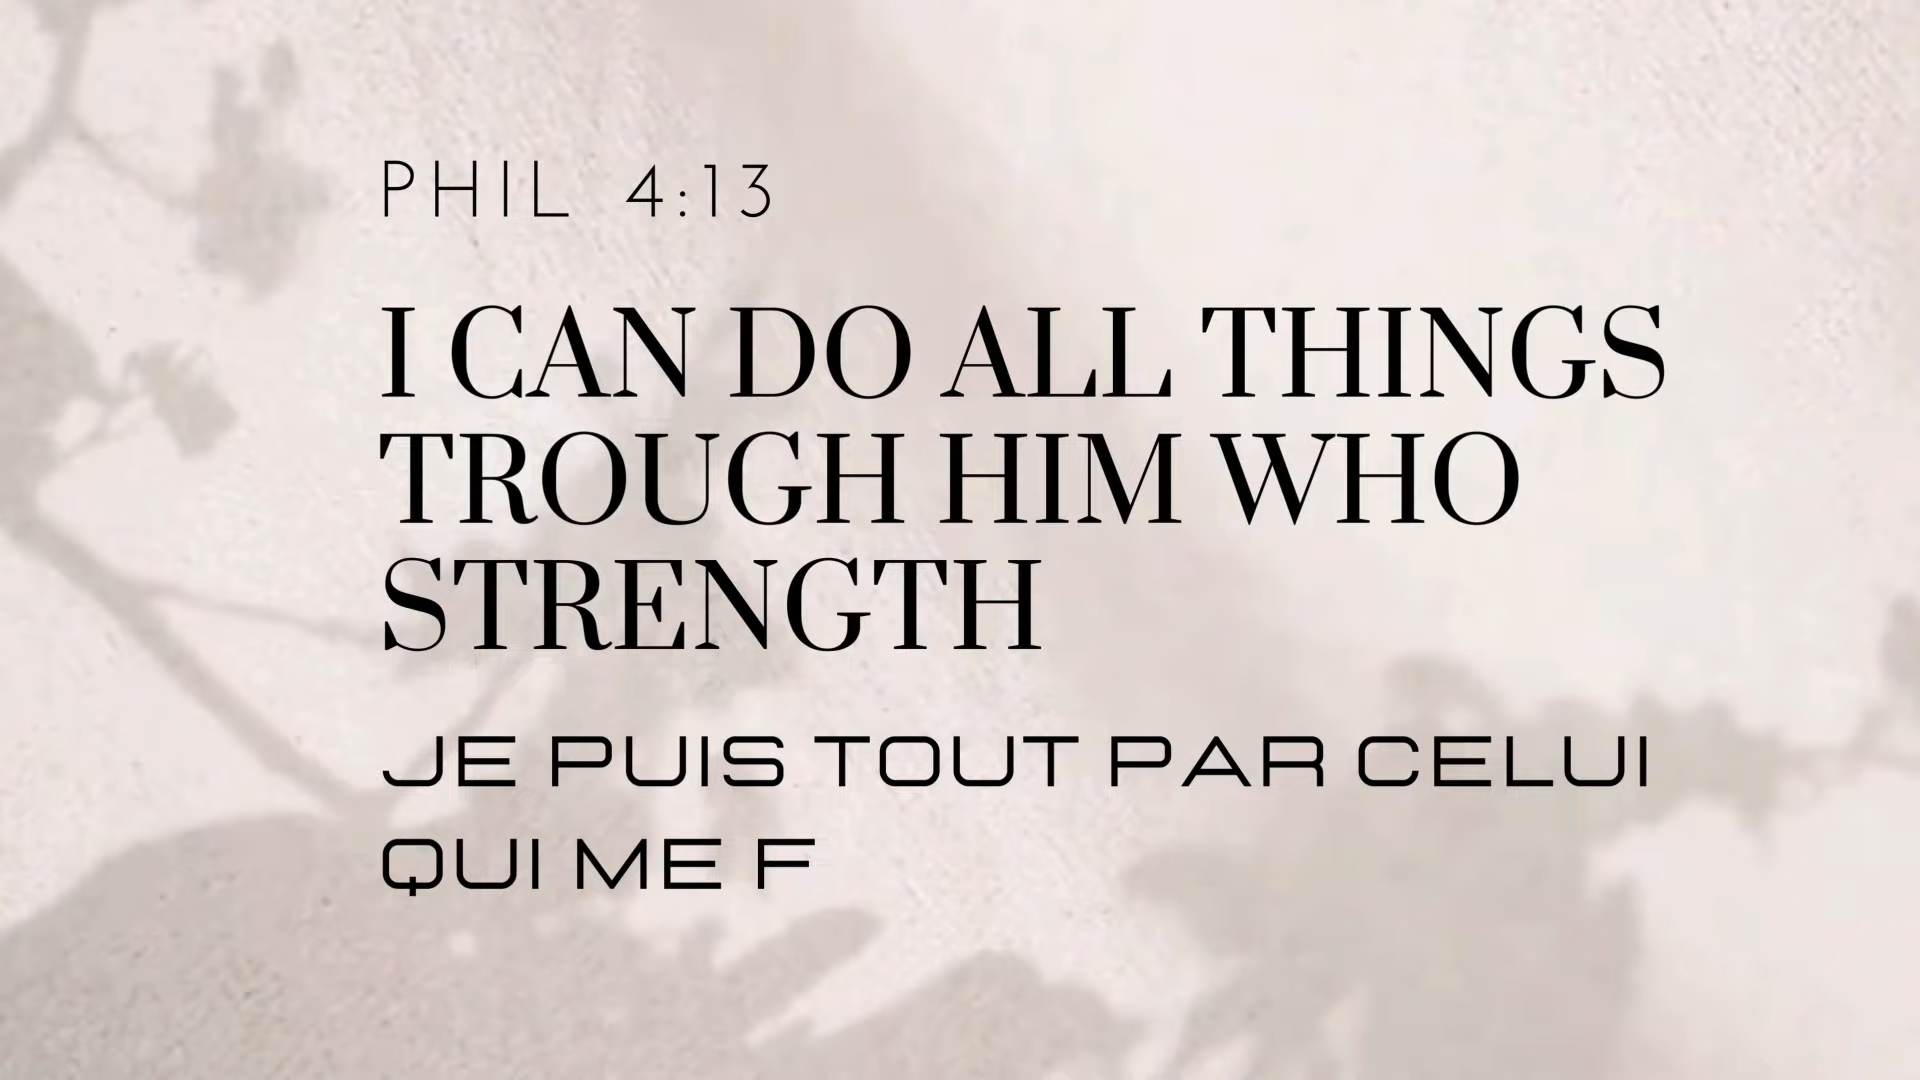 PHIL 4:13
I CAN DO ALL THINGS
TROUGH HIM WHO
STRENGTH
JE PUIS TOUT PAR CELUI
QUI ME F